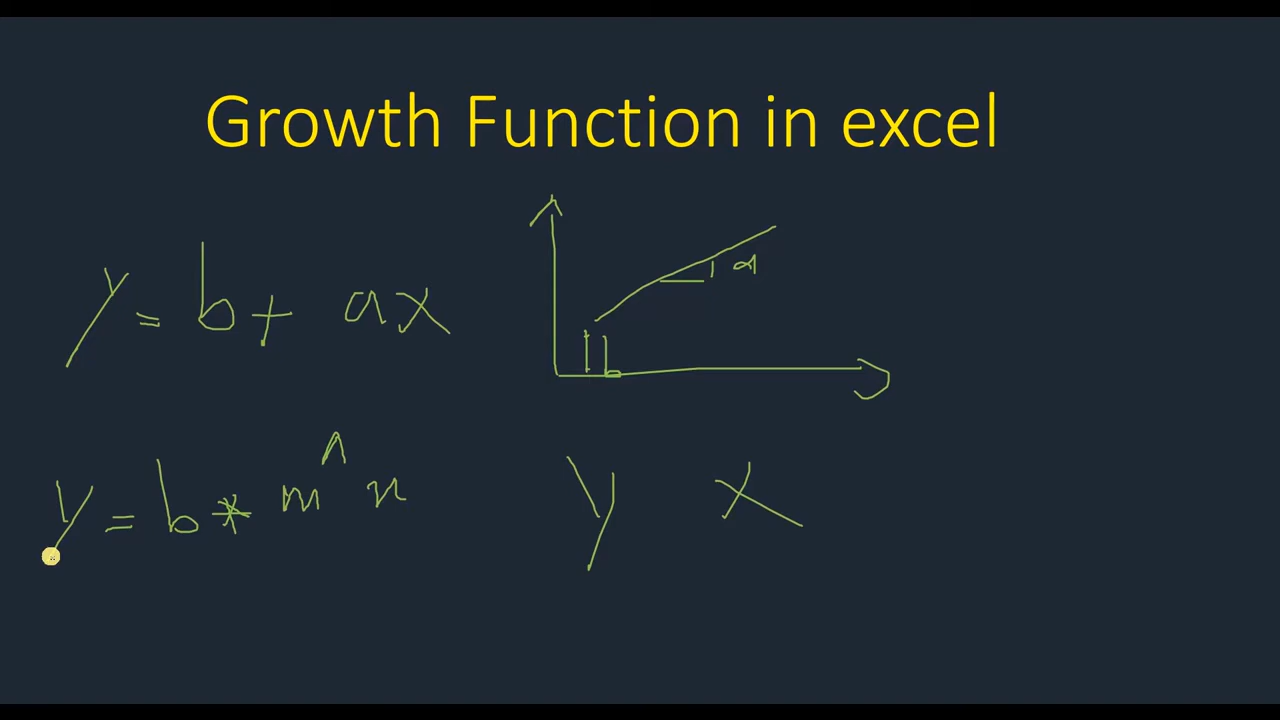 Growth Function in excel
y = b + ax
α
y = b * m ^ x
y x